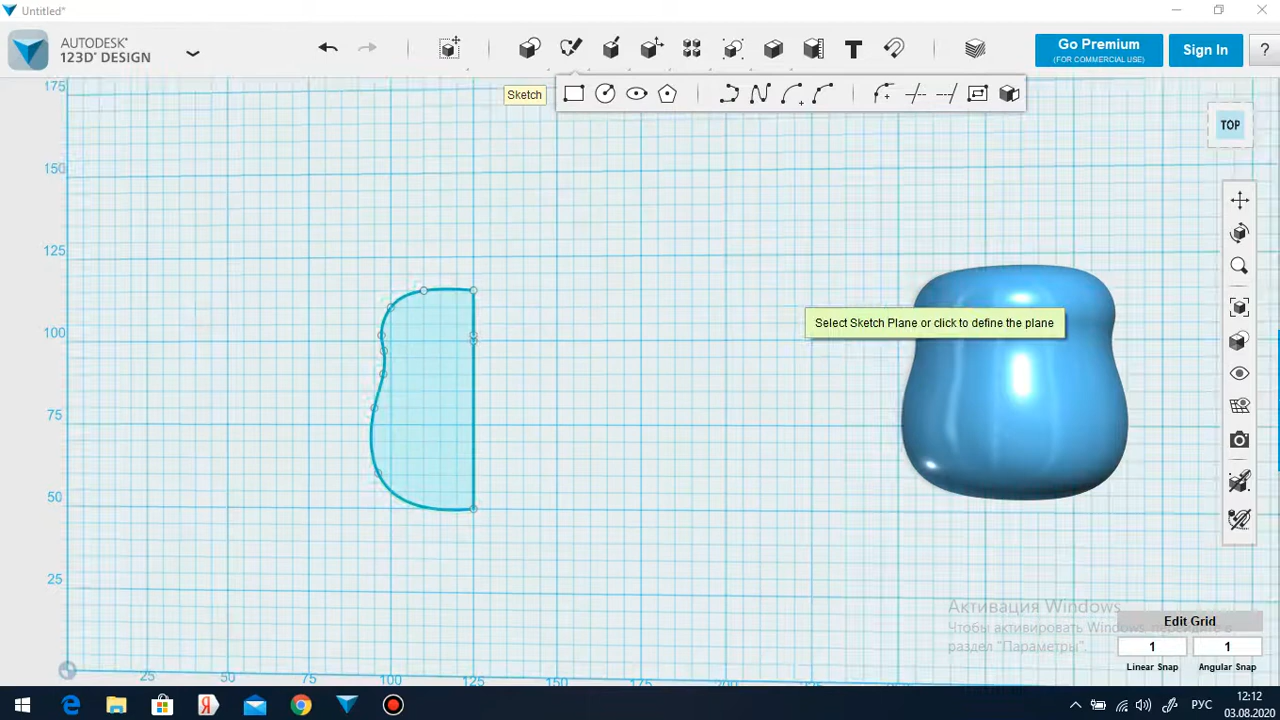 Untitled*
AUTODESK®
123D® DESIGN
Go Premium
(FOR COMMERCIAL USE)
Sign In
?
Sketch
TOP
175
150
125
100
75
50
25
Select Sketch Plane or click to define the plane
Активация Windows
Чтобы активировать Windows, перейдите в
раздел "Параметры".
Edit Grid
1
1
Linear Snap
Angular Snap
25
50
75
100
125
150
175
200
225
РУС
12:12
03.08.2020